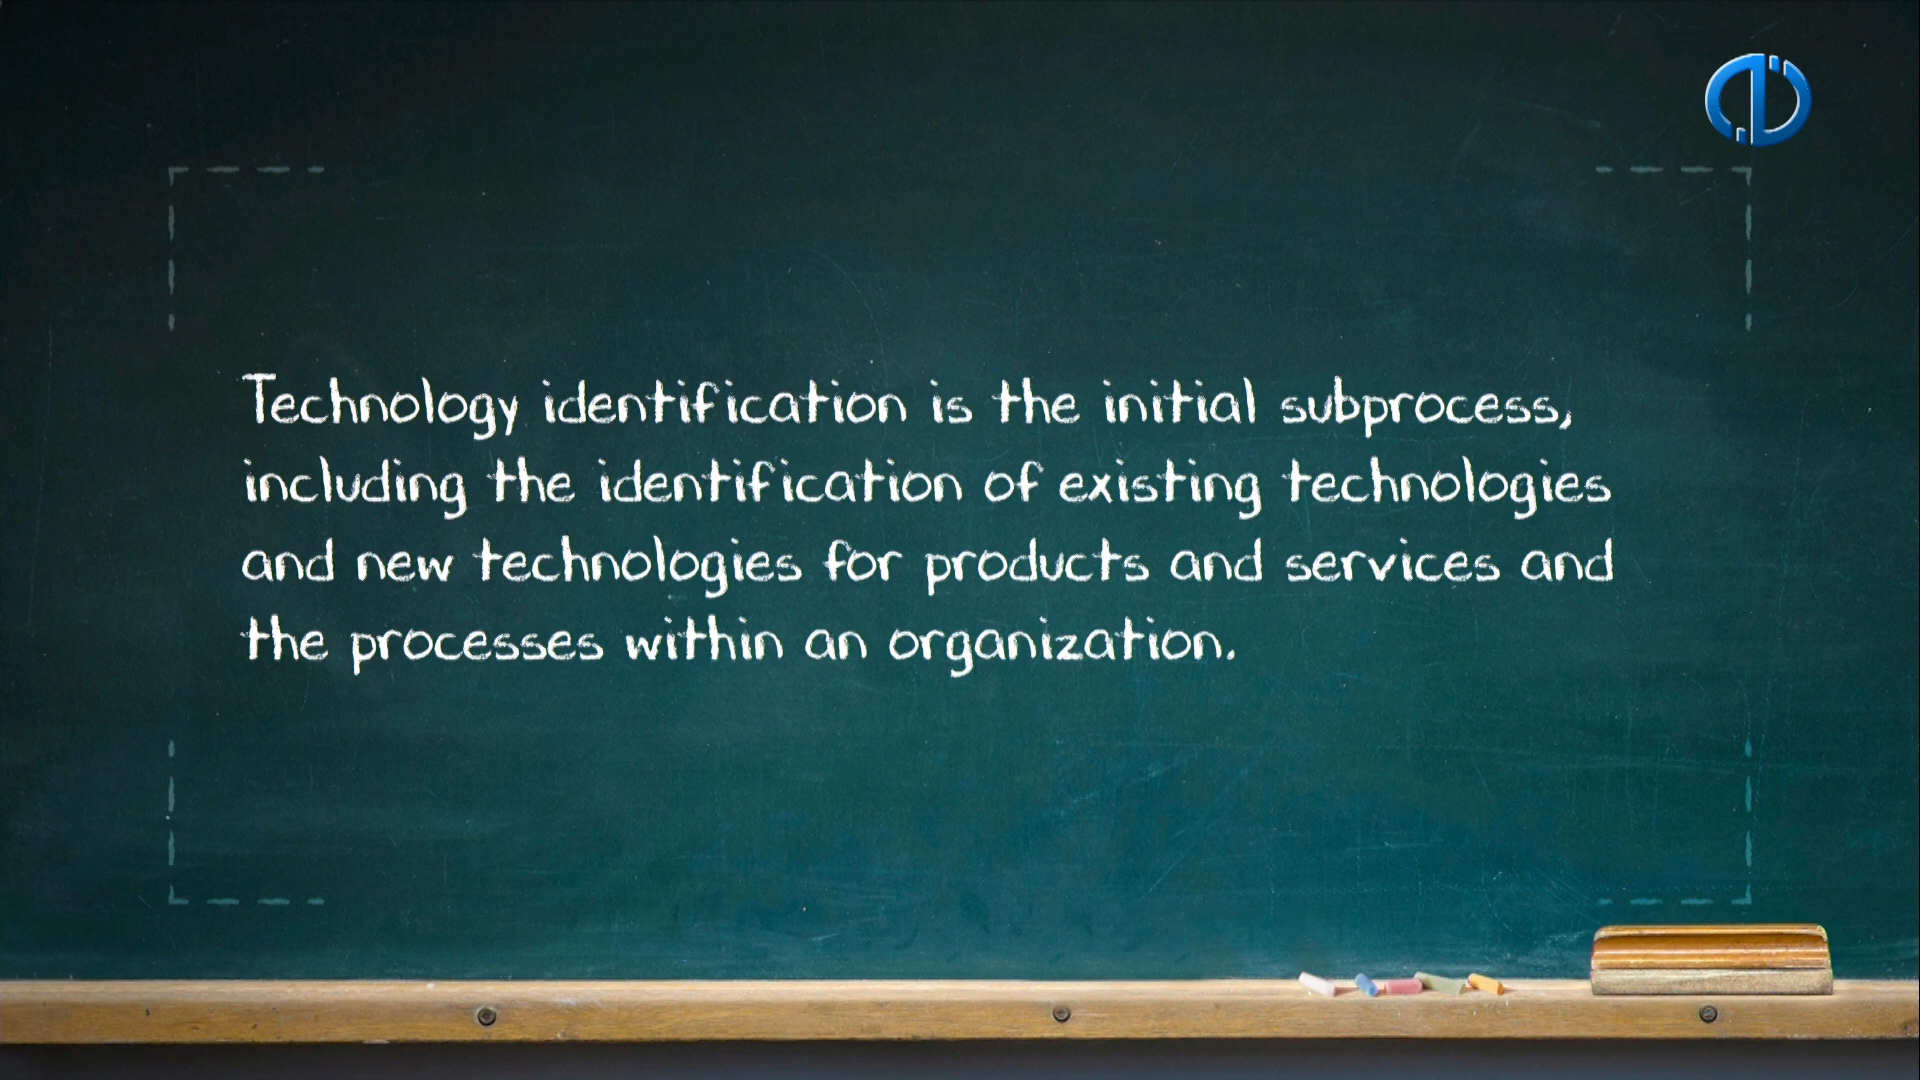 Technology identification is the initial subprocess,
including the identification of existing technologies
and new technologies for products and services and
the processes within an organization.